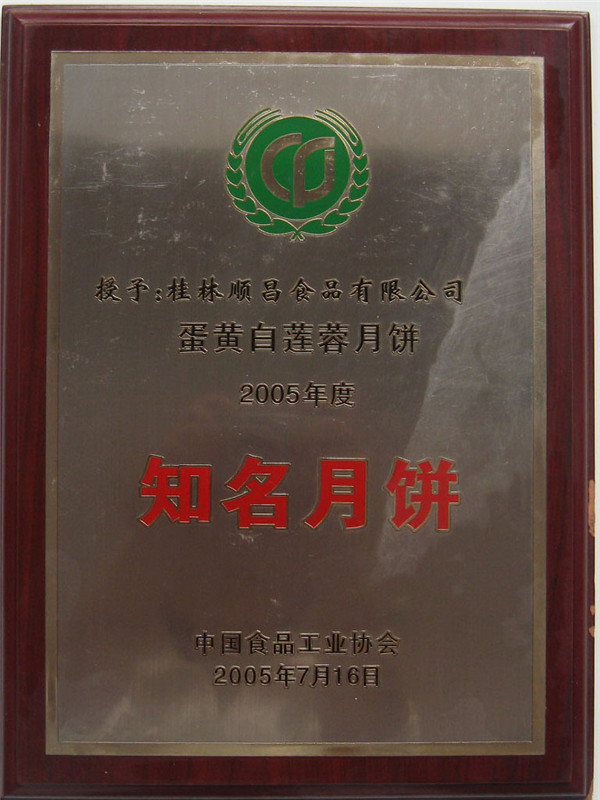 授予:桂林顺昌食品有限公司
蛋黄白莲蓉月饼
2005年度
知名月饼
中国食品工业协会
2005年7月16日